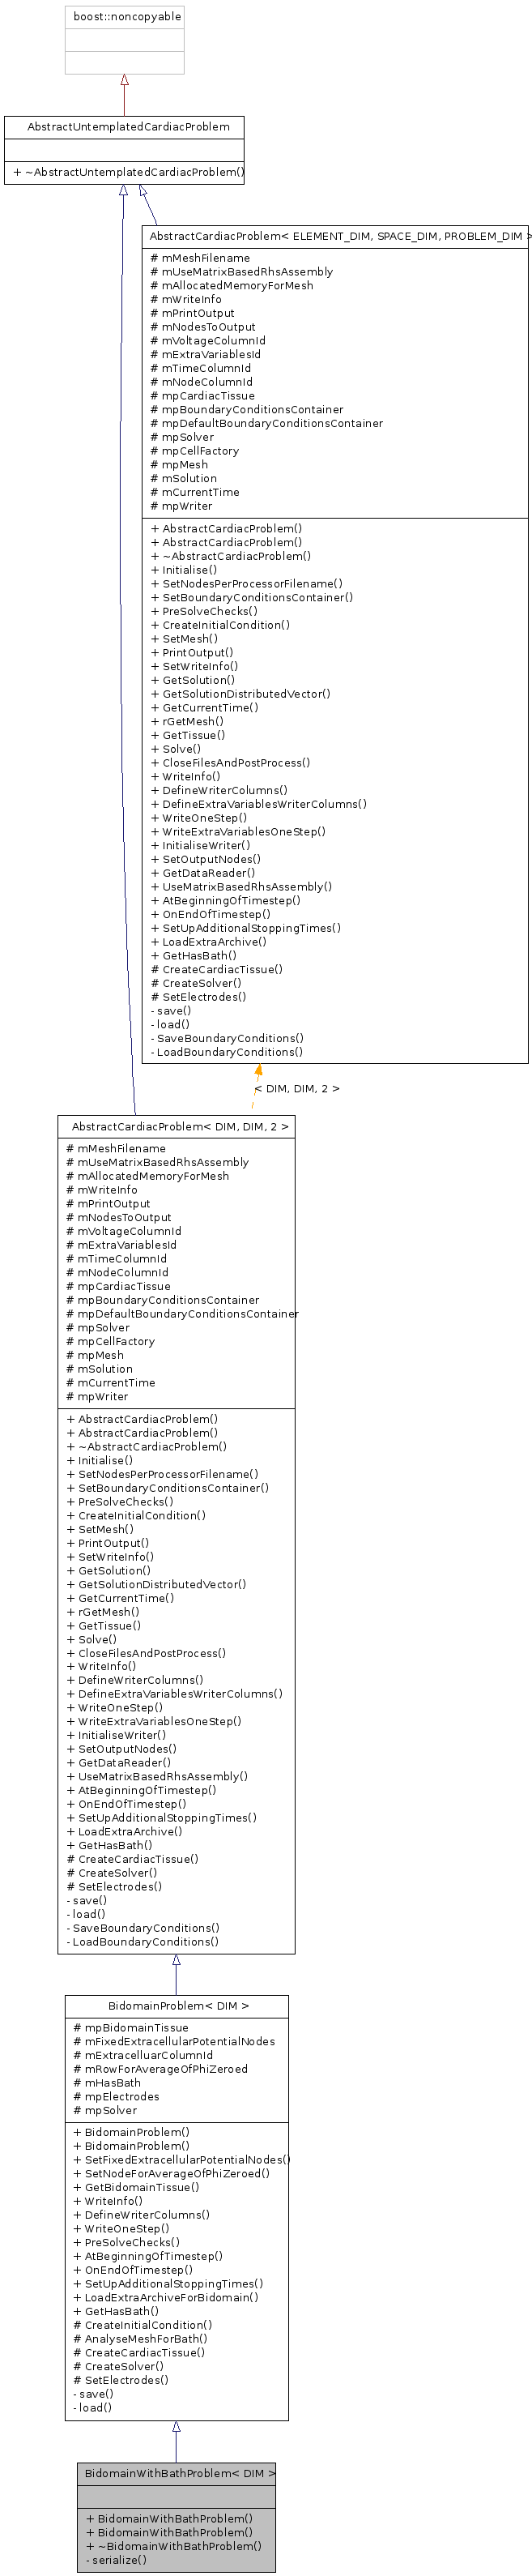 boost::noncopyable
AbstractUntemplatedCardiacProblem
+ ~AbstractUntemplatedCardiacProblem()
AbstractCardiacProblem< ELEMENT_DIM, SPACE_DIM, PROBLEM_DIM >
# mMeshFilename
# mUseMatrixBasedRhsAssembly
# mAllocatedMemoryForMesh
# mWriteInfo
# mPrintOutput
# mNodesToOutput
# mVoltageColumnId
# mExtraVariablesId
# mTimeColumnId
# mNodeColumnId
# mpCardiacTissue
# mpBoundaryConditionsContainer
# mpDefaultBoundaryConditionsContainer
# mpSolver
# mpCellFactory
# mpMesh
# mSolution
# mCurrentTime
# mpWriter
+ AbstractCardiacProblem()
+ AbstractCardiacProblem()
+ ~AbstractCardiacProblem()
+ Initialise()
+ SetNodesPerProcessorFilename()
+ SetBoundaryConditionsContainer()
+ PreSolveChecks()
+ CreateInitialCondition()
+ SetMesh()
+ PrintOutput()
+ SetWriteInfo()
+ GetSolution()
+ GetSolutionDistributedVector()
+ GetCurrentTime()
+ rGetMesh()
+ GetTissue()
+ Solve()
+ CloseFilesAndPostProcess()
+ WriteInfo()
+ DefineWriterColumns()
+ DefineExtraVariablesWriterColumns()
+ WriteOneStep()
+ WriteExtraVariablesOneStep()
+ InitialiseWriter()
+ SetOutputNodes()
+ GetDataReader()
+ UseMatrixBasedRhsAssembly()
+ AtBeginningOfTimestep()
+ OnEndOfTimestep()
+ SetUpAdditionalStoppingTimes()
+ LoadExtraArchive()
+ GetHasBath()
# CreateCardiacTissue()
# CreateSolver()
# SetElectrodes()
- save()
- load()
- SaveBoundaryConditions()
- LoadBoundaryConditions()
< DIM, DIM, 2 >
AbstractCardiacProblem< DIM, DIM, 2 >
# mMeshFilename
# mUseMatrixBasedRhsAssembly
# mAllocatedMemoryForMesh
# mWriteInfo
# mPrintOutput
# mNodesToOutput
# mVoltageColumnId
# mExtraVariablesId
# mTimeColumnId
# mNodeColumnId
# mpCardiacTissue
# mpBoundaryConditionsContainer
# mpDefaultBoundaryConditionsContainer
# mpSolver
# mpCellFactory
# mpMesh
# mSolution
# mCurrentTime
# mpWriter
+ AbstractCardiacProblem()
+ AbstractCardiacProblem()
+ ~AbstractCardiacProblem()
+ Initialise()
+ SetNodesPerProcessorFilename()
+ SetBoundaryConditionsContainer()
+ PreSolveChecks()
+ CreateInitialCondition()
+ SetMesh()
+ PrintOutput()
+ SetWriteInfo()
+ GetSolution()
+ GetSolutionDistributedVector()
+ GetCurrentTime()
+ rGetMesh()
+ GetTissue()
+ Solve()
+ CloseFilesAndPostProcess()
+ WriteInfo()
+ DefineWriterColumns()
+ DefineExtraVariablesWriterColumns()
+ WriteOneStep()
+ WriteExtraVariablesOneStep()
+ InitialiseWriter()
+ SetOutputNodes()
+ GetDataReader()
+ UseMatrixBasedRhsAssembly()
+ AtBeginningOfTimestep()
+ OnEndOfTimestep()
+ SetUpAdditionalStoppingTimes()
+ LoadExtraArchive()
+ GetHasBath()
# CreateCardiacTissue()
# CreateSolver()
# SetElectrodes()
- save()
- load()
- SaveBoundaryConditions()
- LoadBoundaryConditions()
BidomainProblem< DIM >
# mpBidomainTissue
# mFixedExtracellularPotentialNodes
# mExtracelluarColumnId
# mRowForAverageOfPhiZeroed
# mHasBath
# mpElectrodes
# mpSolver
+ BidomainProblem()
+ BidomainProblem()
+ SetFixedExtracellularPotentialNodes()
+ SetNodeForAverageOfPhiZeroed()
+ GetBidomainTissue()
+ WriteInfo()
+ DefineWriterColumns()
+ WriteOneStep()
+ PreSolveChecks()
+ AtBeginningOfTimestep()
+ OnEndOfTimestep()
+ SetUpAdditionalStoppingTimes()
+ LoadExtraArchiveForBidomain()
+ GetHasBath()
# CreateInitialCondition()
# AnalyseMeshForBath()
# CreateCardiacTissue()
# CreateSolver()
# SetElectrodes()
- save()
- load()
BidomainWithBathProblem< DIM >
+ BidomainWithBathProblem()
+ BidomainWithBathProblem()
+ ~BidomainWithBathProblem()
- serialize()